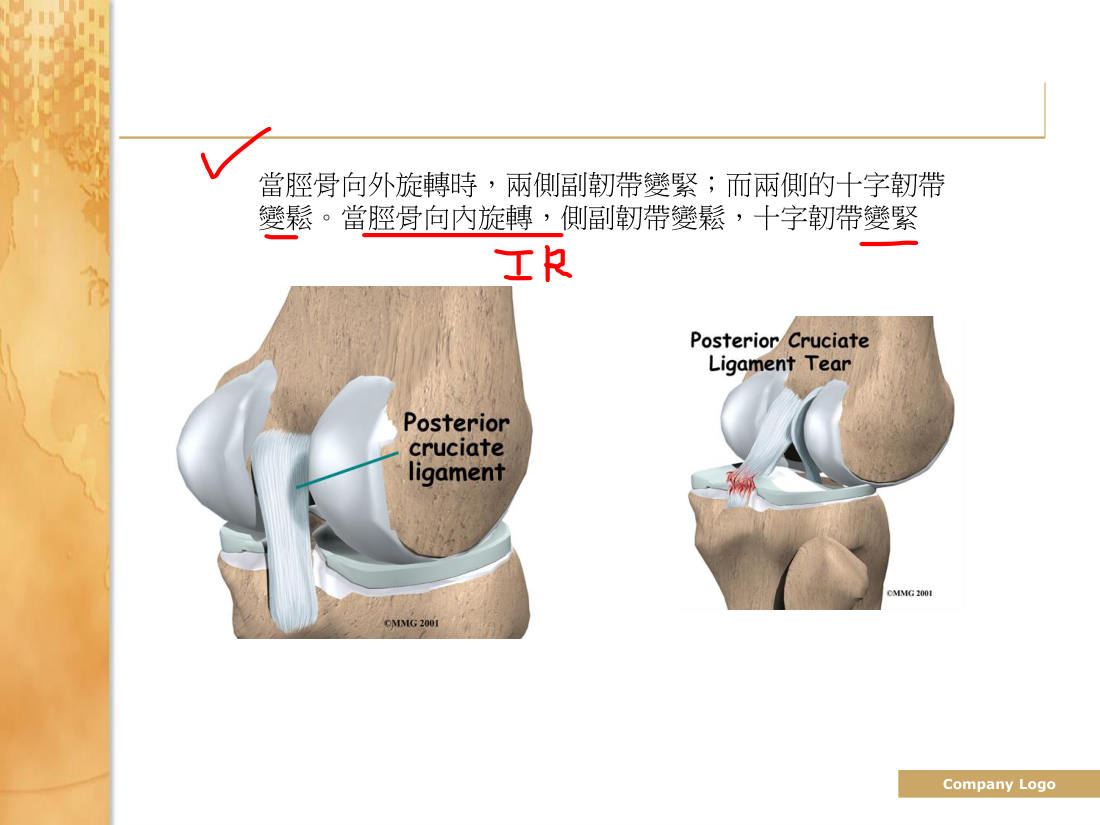 當脛骨向外旋轉時，兩側副韌帶變緊；而兩側的十字韌帶
變鬆。當脛骨向內旋轉，側副韌帶變鬆，十字韌帶變緊
IR
Posterior
cruciate
ligament
©MMG 2001
Posterior Cruciate
Ligament Tear
©MMG 2001
Company Logo